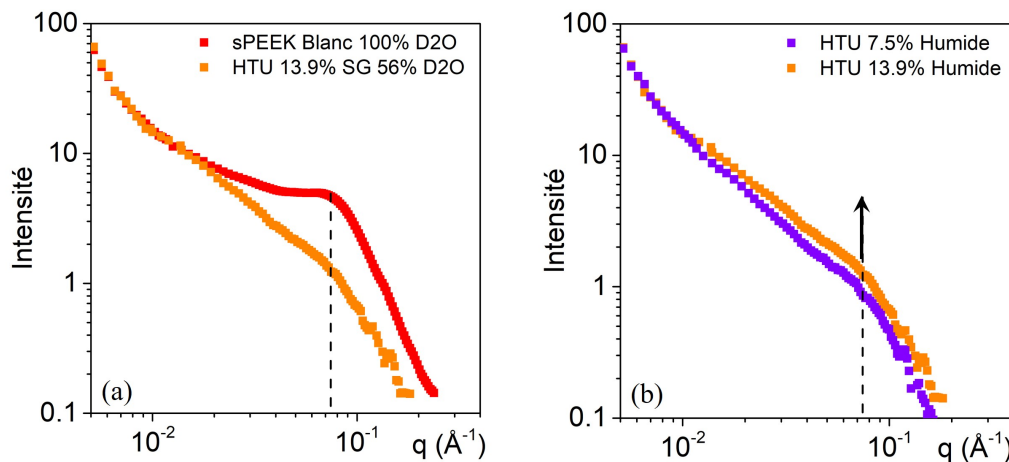 100
10
1
0.1
Intensité
sPEEK Blanc 100% D2O
HTU 13.9% SG 56% D2O
(a)
10⁻²
10⁻¹
q (Å⁻¹)
100
10
1
0.1
Intensité
HTU 7.5% Humide
HTU 13.9% Humide
(b)
10⁻²
10⁻¹
q (Å⁻¹)